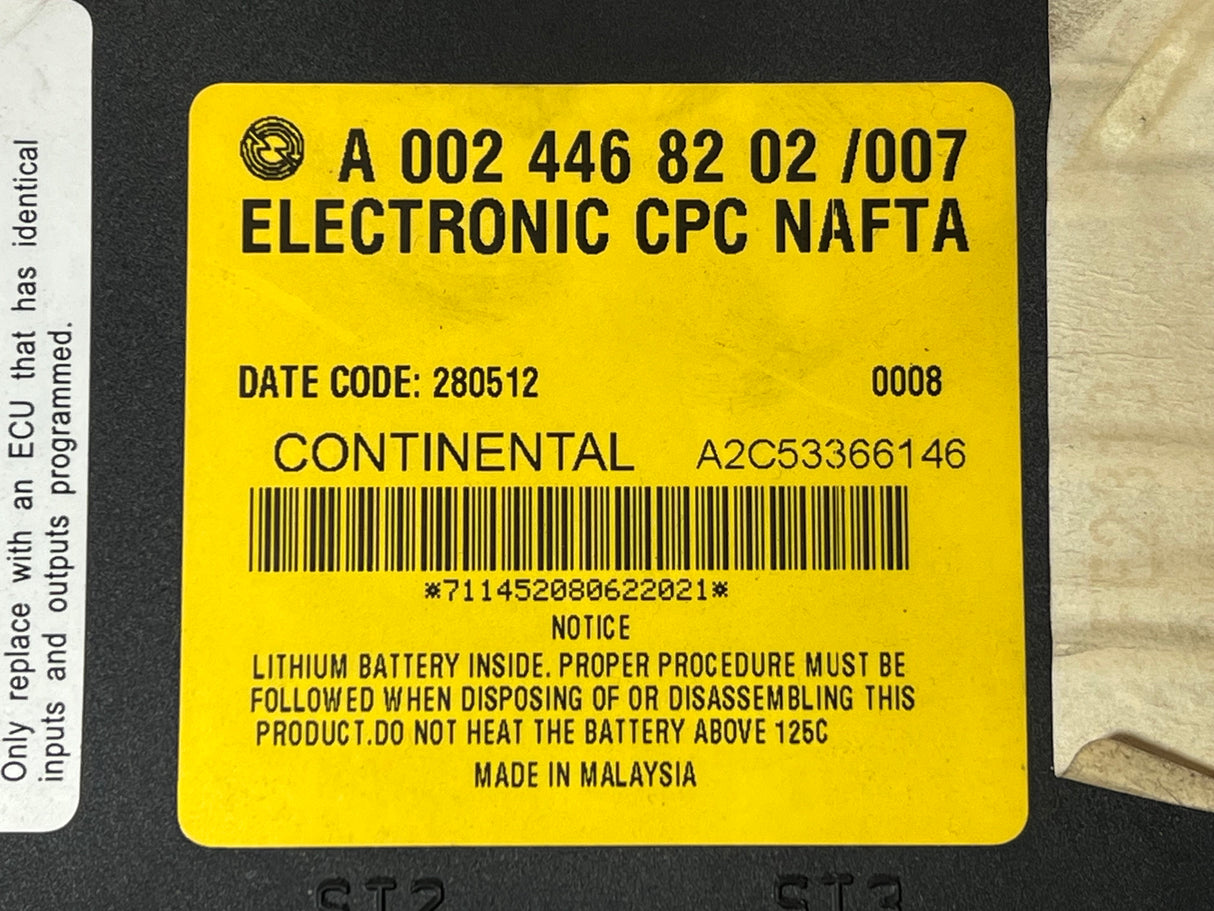 Only replace with an ECU that has identical
inputs and outputs programmed.
A 002 446 82 02 /007
ELECTRONIC CPC NAFTA
DATE CODE: 280512 0008
CONTINENTAL A2C53366146
*711452080622021*
NOTICE
LITHIUM BATTERY INSIDE. PROPER PROCEDURE MUST BE
FOLLOWED WHEN DISPOSING OF OR DISASSEMBLING THIS
PRODUCT.DO NOT HEAT THE BATTERY ABOVE 125C
MADE IN MALAYSIA